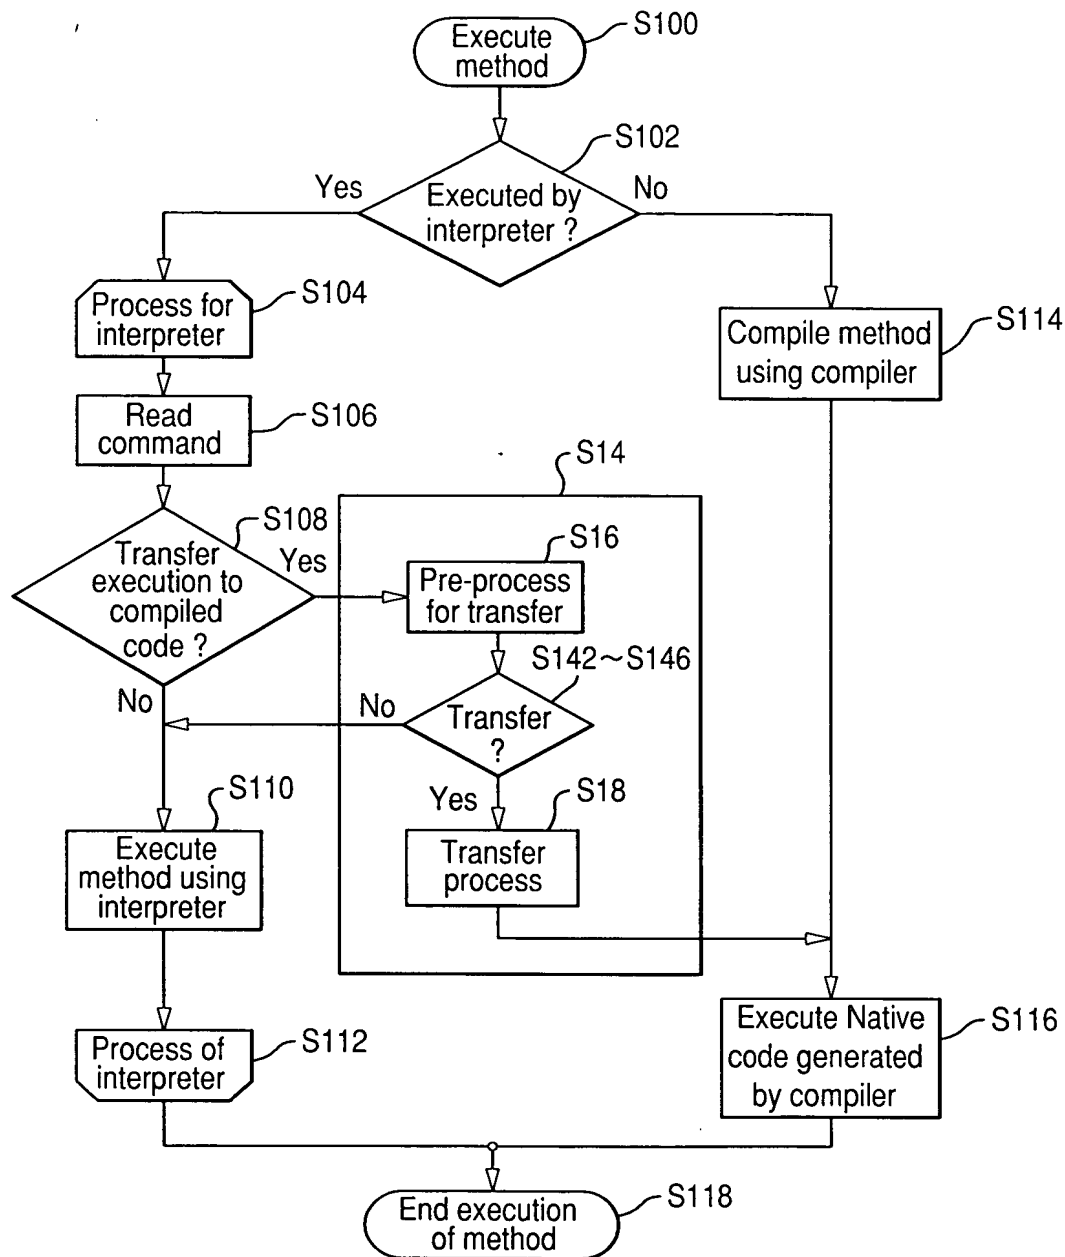 Execute
method
S100
S102
Yes
Executed by
interpreter ?
No
Process for
interpreter
S104
Compile method
using compiler
S114
Read
command
S106
S14
S108
Transfer
execution to
compiled
code ?
Yes
S16
Pre-process
for transfer
S142~S146
No
No
Transfer
?
Yes
S18
S110
Execute
method using
interpreter
Transfer
process
Process of
interpreter
S112
Execute Native
code generated
by compiler
S116
End execution
of method
S118